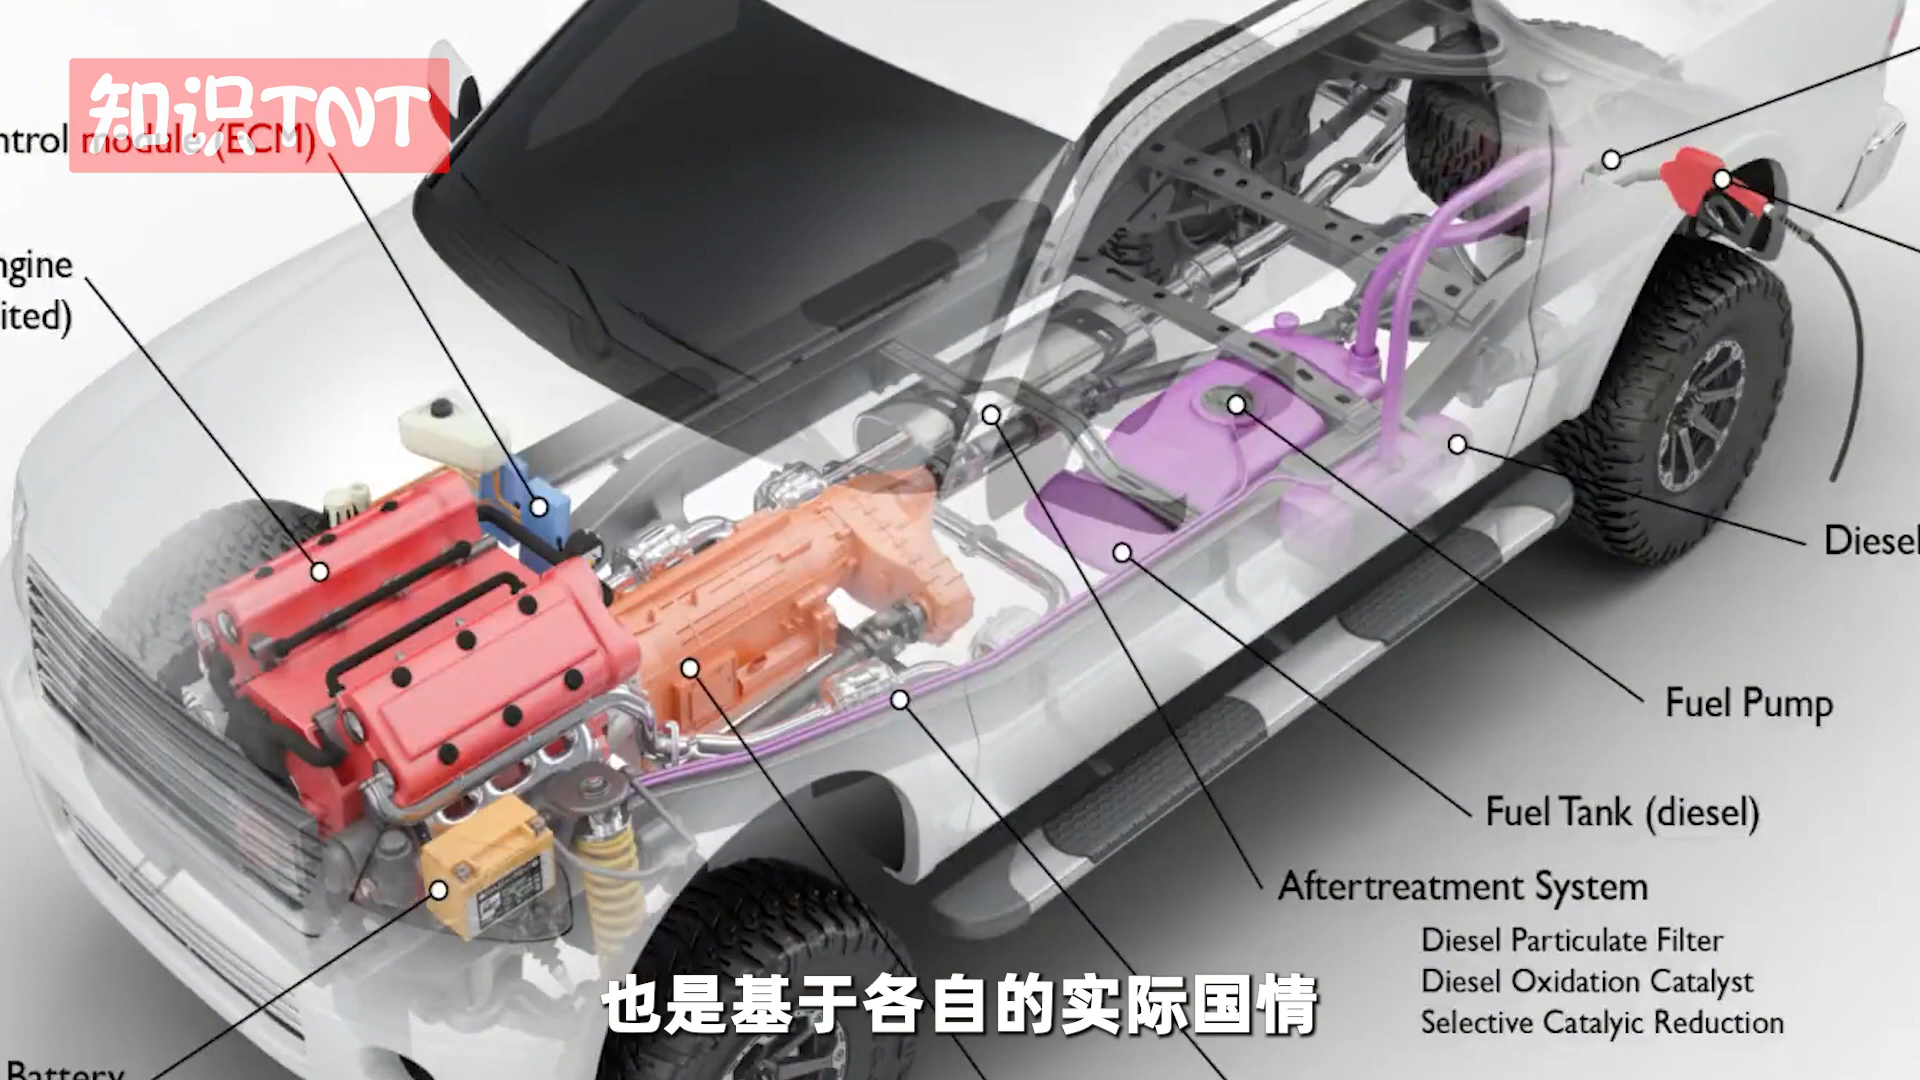 知识TNT
ntrol module (ECM)
ngine
ited)
Diesel
Fuel Pump
Fuel Tank (diesel)
Aftertreatment System
Diesel Particulate Filter
Diesel Oxidation Catalyst
Selective Catalyic Reduction
也是基于各自的实际国情
Battery